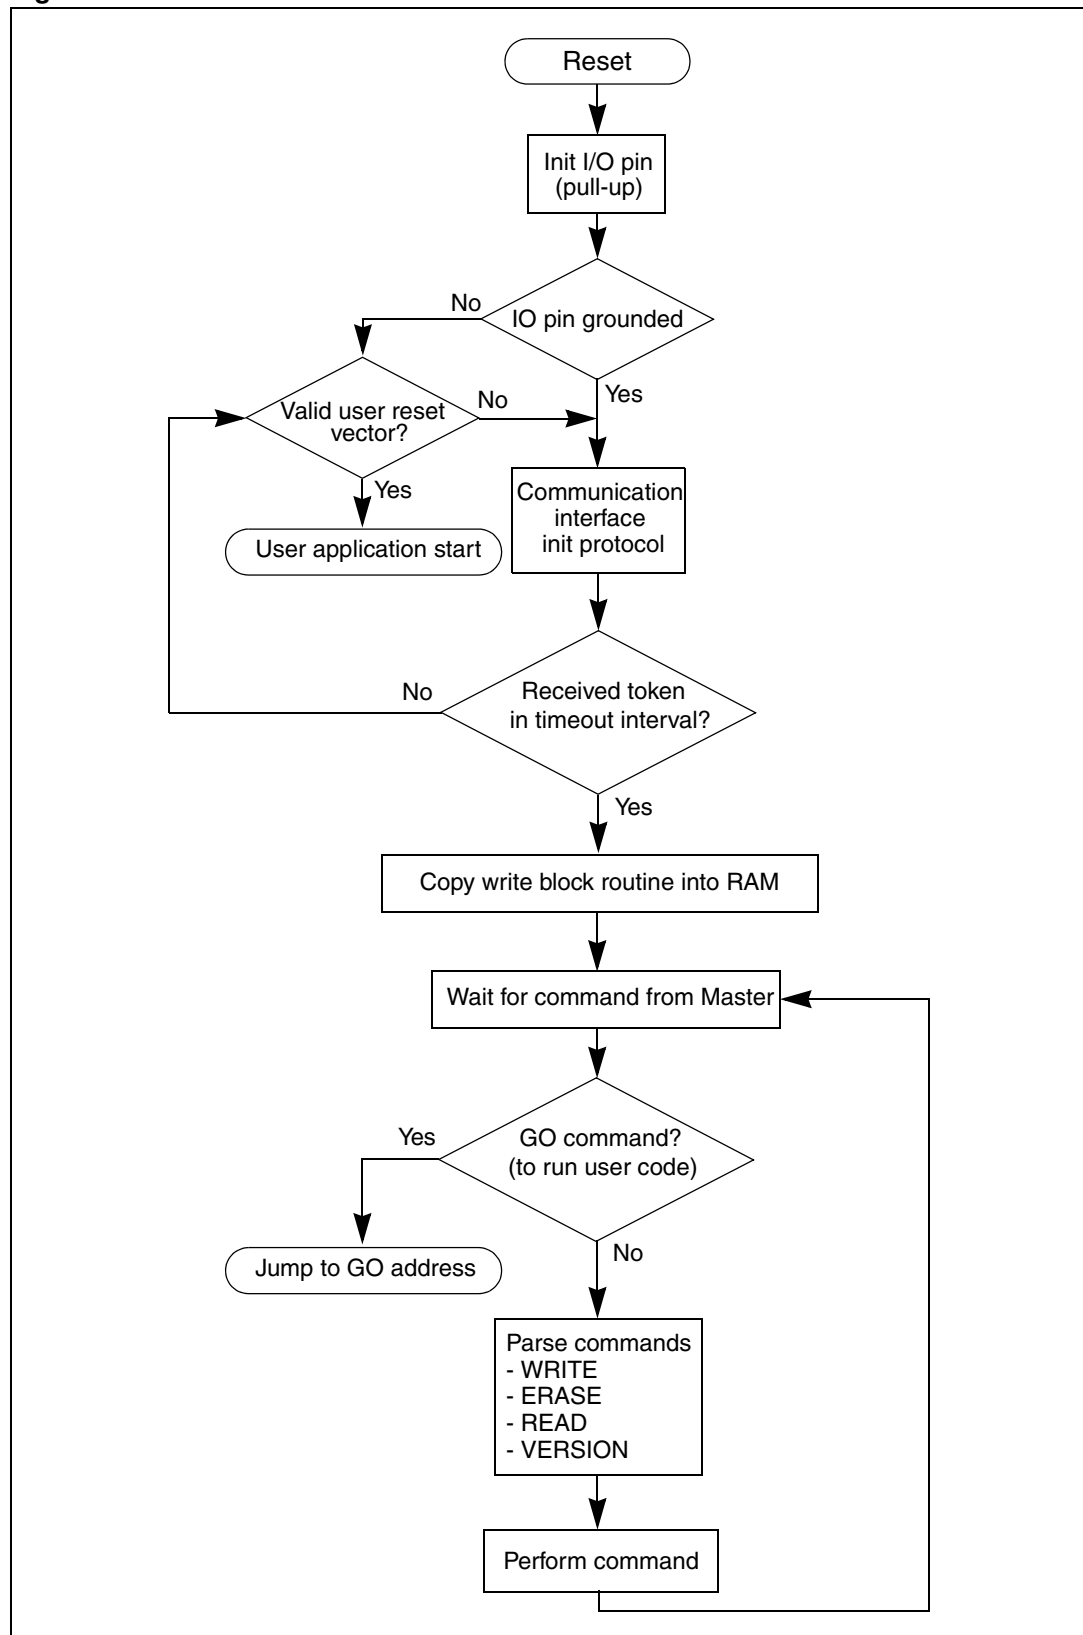 Reset
Init I/O pin
(pull-up)
No
IO pin grounded
Yes
No
Valid user reset
vector?
Yes
Communication
interface
init protocol
User application start
No
Received token
in timeout interval?
Yes
Copy write block routine into RAM
Wait for command from Master
Yes
GO command?
(to run user code)
No
Jump to GO address
Parse commands
- WRITE
- ERASE
- READ
- VERSION
Perform command